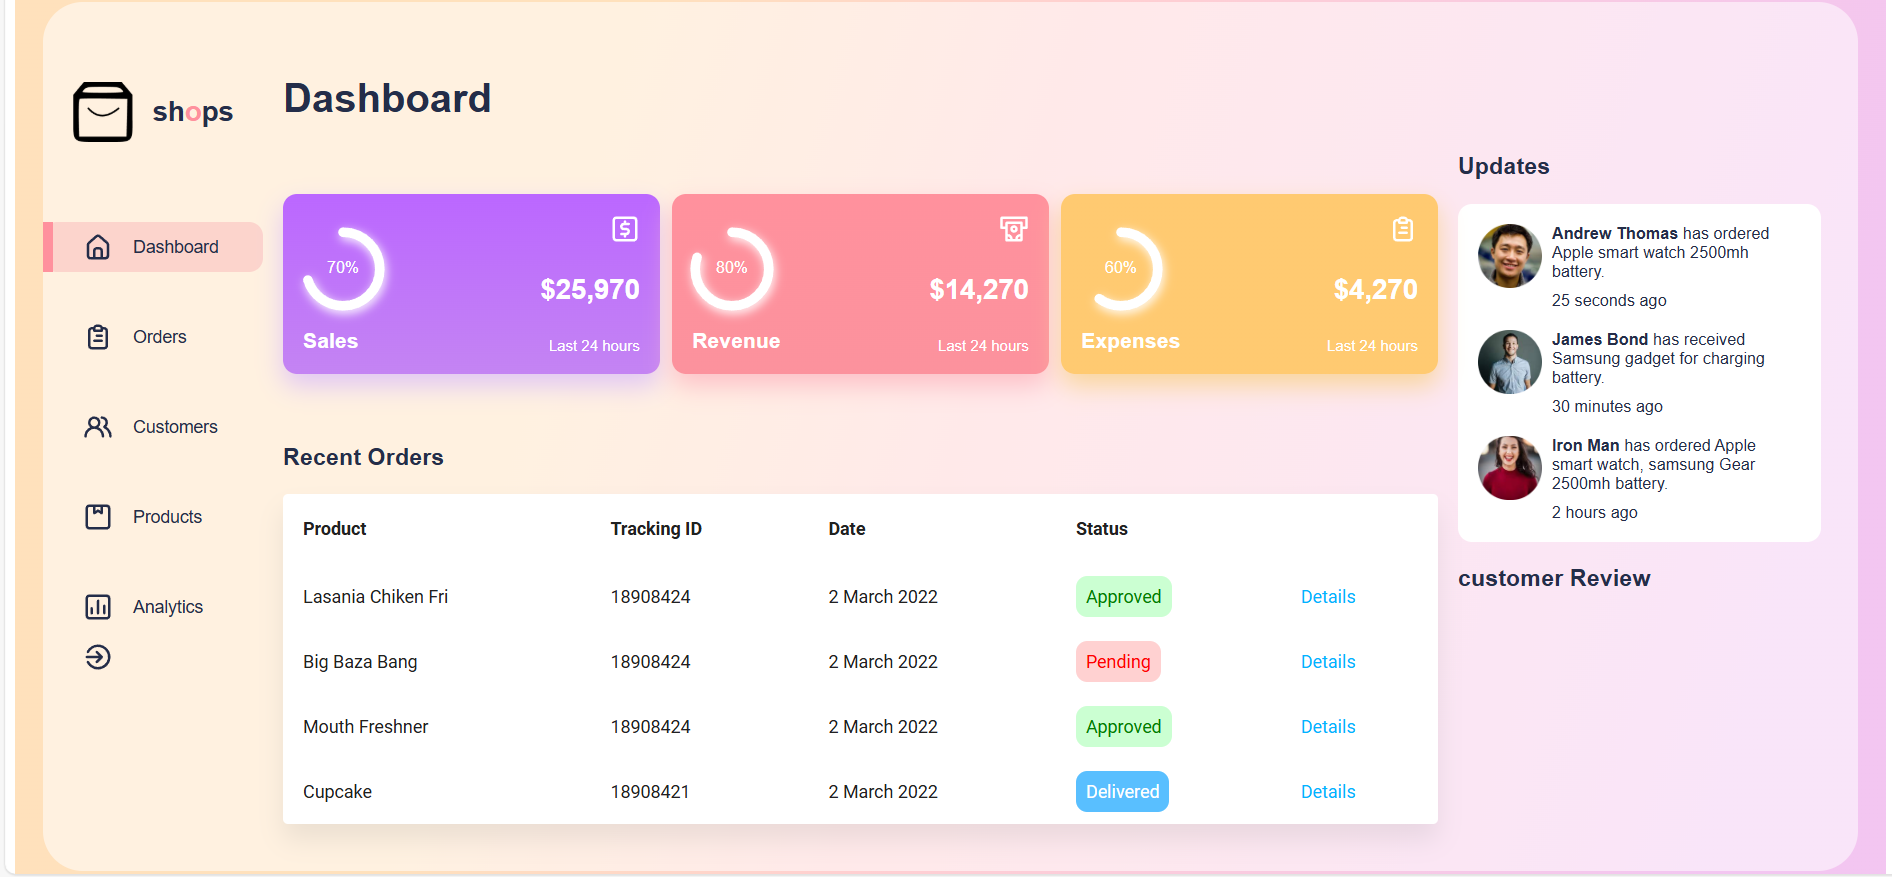 shops
Dashboard
Orders
Customers
Products
Analytics
Dashboard
70%
$25,970
Sales
Last 24 hours
80%
$14,270
Revenue
Last 24 hours
60%
$4,270
Expenses
Last 24 hours
Recent Orders
Product Tracking ID Date Status
Lasania Chiken Fri 18908424 2 March 2022 Approved Details
Big Baza Bang 18908424 2 March 2022 Pending Details
Mouth Freshner 18908424 2 March 2022 Approved Details
Cupcake 18908421 2 March 2022 Delivered Details
Updates
Andrew Thomas has ordered
Apple smart watch 2500mh
battery.
25 seconds ago
James Bond has received
Samsung gadget for charging
battery.
30 minutes ago
Iron Man has ordered Apple
smart watch, samsung Gear
2500mh battery.
2 hours ago
customer Review